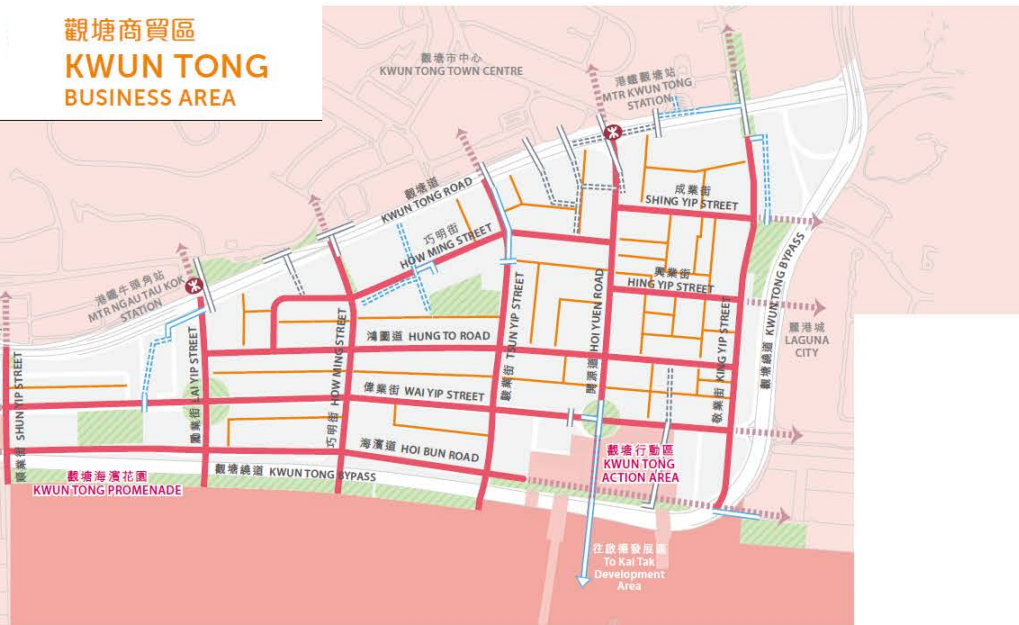 觀塘商貿區
KWUN TONG
BUSINESS AREA
觀塘市中心
KWUN TONG TOWN CENTRE
港鐵觀塘站
MTR KWUN TONG
STATION
觀塘道
KWUN TONG ROAD
成業街
SHING YIP STREET
巧明街
HOW MING STREET
港鐵牛頭角站
MTR NGAU TAU KOK
STATION
興業街
HING YIP STREET
觀塘繞道 KWUN TONG BYPASS
麗港城
LAGUNA
CITY
鴻圖道 HUNG TO ROAD
順業街 SHUN YIP STREET
勵業街 LAI YIP STREET
巧明街 HOW MING STREET
駿業街 TSUN YIP STREET
開源道 HOI YUEN ROAD
敬業街 KING YIP STREET
偉業街 WAI YIP STREET
海濱道 HOI BUN ROAD
觀塘海濱花園
KWUN TONG PROMENADE
觀塘繞道 KWUN TONG BYPASS
觀塘行動區
KWUN TONG
ACTION AREA
往啟德發展區
To Kai Tak
Development
Area